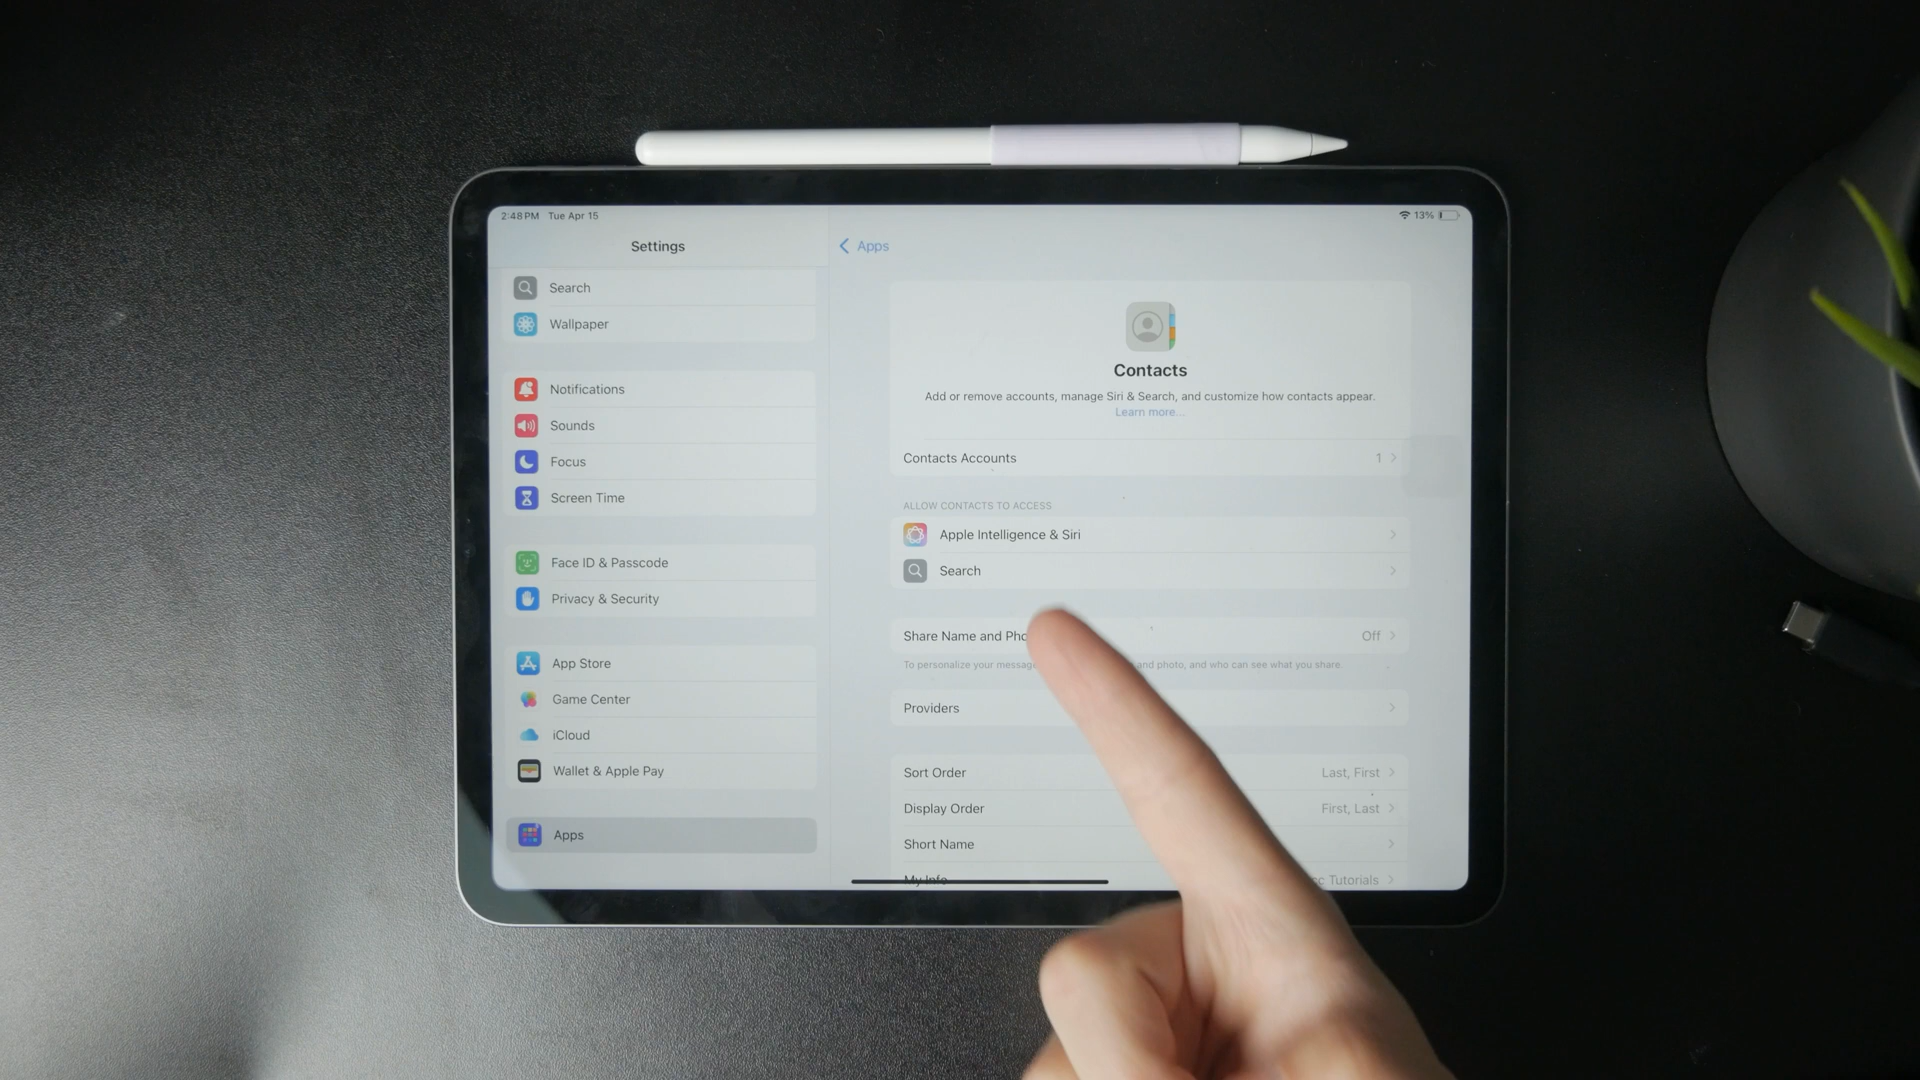 2:48 PM Tue Apr 15
13%
Settings
Search
Wallpaper
Notifications
Sounds
Focus
Screen Time
Face ID & Passcode
Privacy & Security
App Store
Game Center
iCloud
Wallet & Apple Pay
Apps
Apps
Contacts
Add or remove accounts, manage Siri & Search, and customize how contacts appear.
Learn more...
Contacts Accounts 1
ALLOW CONTACTS TO ACCESS
Apple Intelligence & Siri
Search
Share Name and Pho Off
To personalize your message and photo, and who can see what you share.
Providers
Sort Order Last, First
Display Order First, Last
Short Name
My Info Tutorials